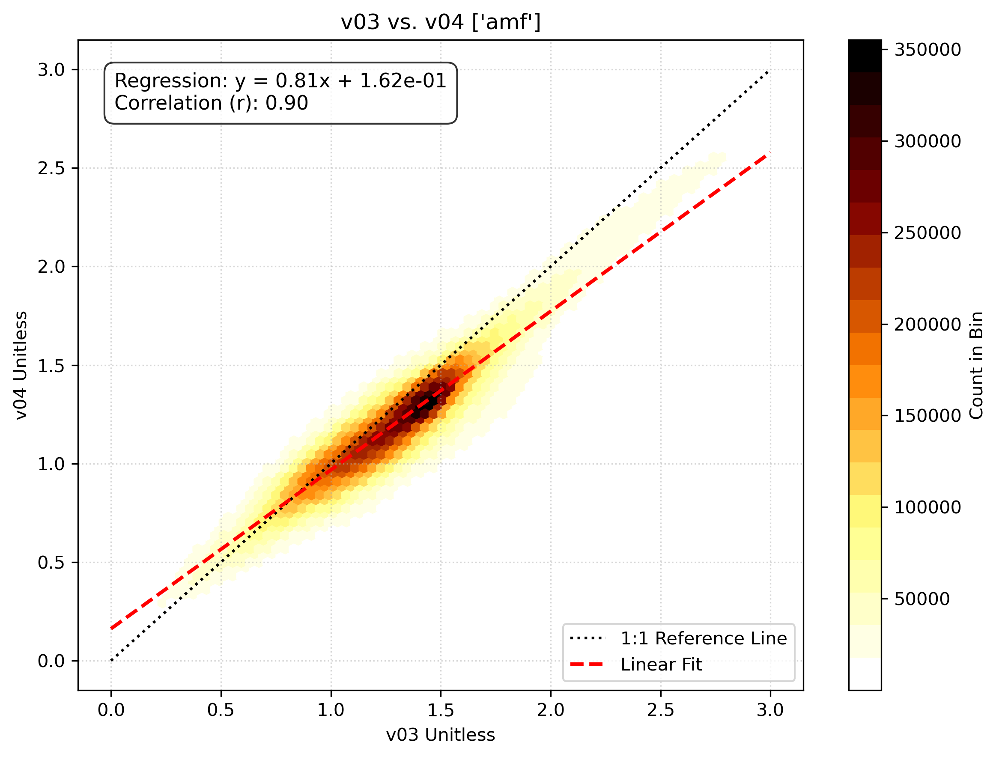 v03 vs. v04 ['amf']
Regression: y = 0.81x + 1.62e-01
Correlation (r): 0.90
3.0
2.5
2.0
1.5
1.0
0.5
0.0
v04 Unitless
0.0 0.5 1.0 1.5 2.0 2.5 3.0
v03 Unitless
1:1 Reference Line
Linear Fit
350000
300000
250000
200000
150000
100000
50000
Count in Bin